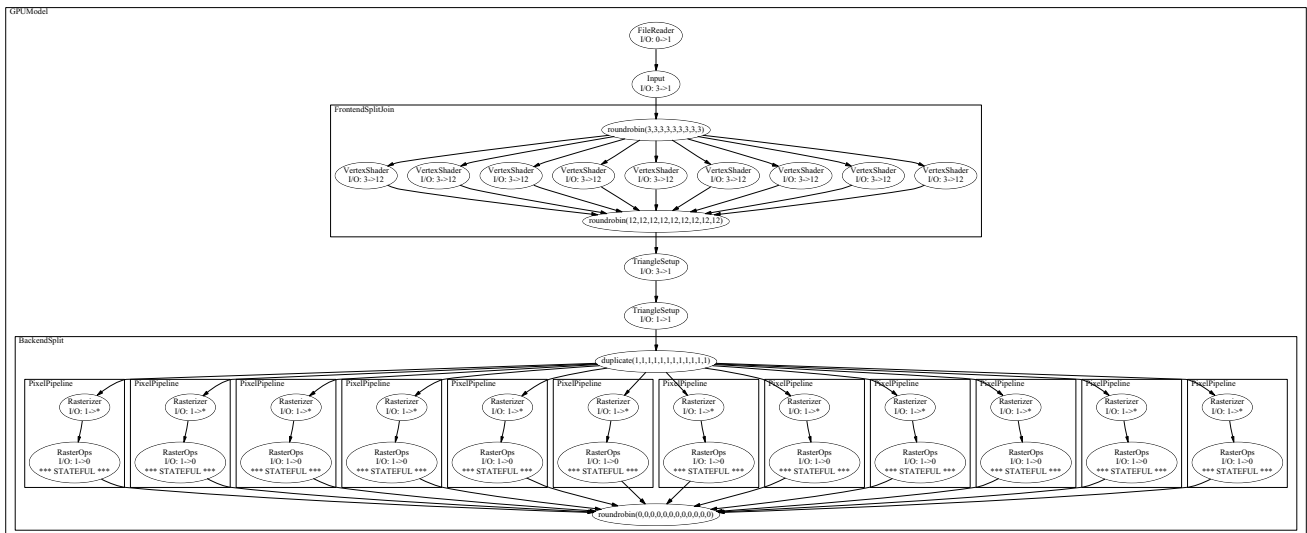 GPUModel
FileReader
I/O: 0->1
Input
I/O: 3->1
FrontendSplitJoin
roundrobin(3,3,3,3,3,3,3,3,3)
VertexShader VertexShader VertexShader VertexShader VertexShader VertexShader VertexShader VertexShader VertexShader
I/O: 3->12 I/O: 3->12 I/O: 3->12 I/O: 3->12 I/O: 3->12 I/O: 3->12 I/O: 3->12 I/O: 3->12 I/O: 3->12
roundrobin(12,12,12,12,12,12,12,12,12)
TriangleSetup
I/O: 3->1
TriangleSetup
I/O: 1->1
BackendSplit
duplicate(1,1,1,1,1,1,1,1,1,1,1,1)
PixelPipeline PixelPipeline PixelPipeline PixelPipeline PixelPipeline PixelPipeline PixelPipeline PixelPipeline PixelPipeline PixelPipeline PixelPipeline PixelPipeline
Rasterizer Rasterizer Rasterizer Rasterizer Rasterizer Rasterizer Rasterizer Rasterizer Rasterizer Rasterizer Rasterizer Rasterizer
I/O: 1->* I/O: 1->* I/O: 1->* I/O: 1->* I/O: 1->* I/O: 1->* I/O: 1->* I/O: 1->* I/O: 1->* I/O: 1->* I/O: 1->* I/O: 1->*
RasterOps RasterOps RasterOps RasterOps RasterOps RasterOps RasterOps RasterOps RasterOps RasterOps RasterOps RasterOps
I/O: 1->0 I/O: 1->0 I/O: 1->0 I/O: 1->0 I/O: 1->0 I/O: 1->0 I/O: 1->0 I/O: 1->0 I/O: 1->0 I/O: 1->0 I/O: 1->0 I/O: 1->0
*** STATEFUL *** *** STATEFUL *** *** STATEFUL *** *** STATEFUL *** *** STATEFUL *** *** STATEFUL *** *** STATEFUL *** *** STATEFUL *** *** STATEFUL *** *** STATEFUL *** *** STATEFUL *** *** STATEFUL ***
roundrobin(0,0,0,0,0,0,0,0,0,0,0,0)